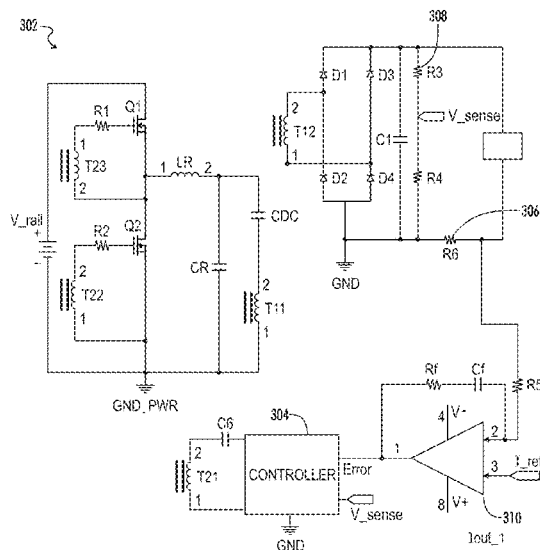 302
308
R1
Q1
1
T23
2
V_rail
+
-
R2
Q2
2
T22
1
GND_PWR
1
LR
2
CDC
CR
2
T11
1
D1
D3
R3
2
T12
1
C1
V_sense
D2
D4
R4
306
R6
GND
Rf
Cf
R5
304
C6
2
T21
1
CONTROLLER
Error
1
4
V-
2
3
I_ref
8
V+
310
V_sense
GND
Iout_1